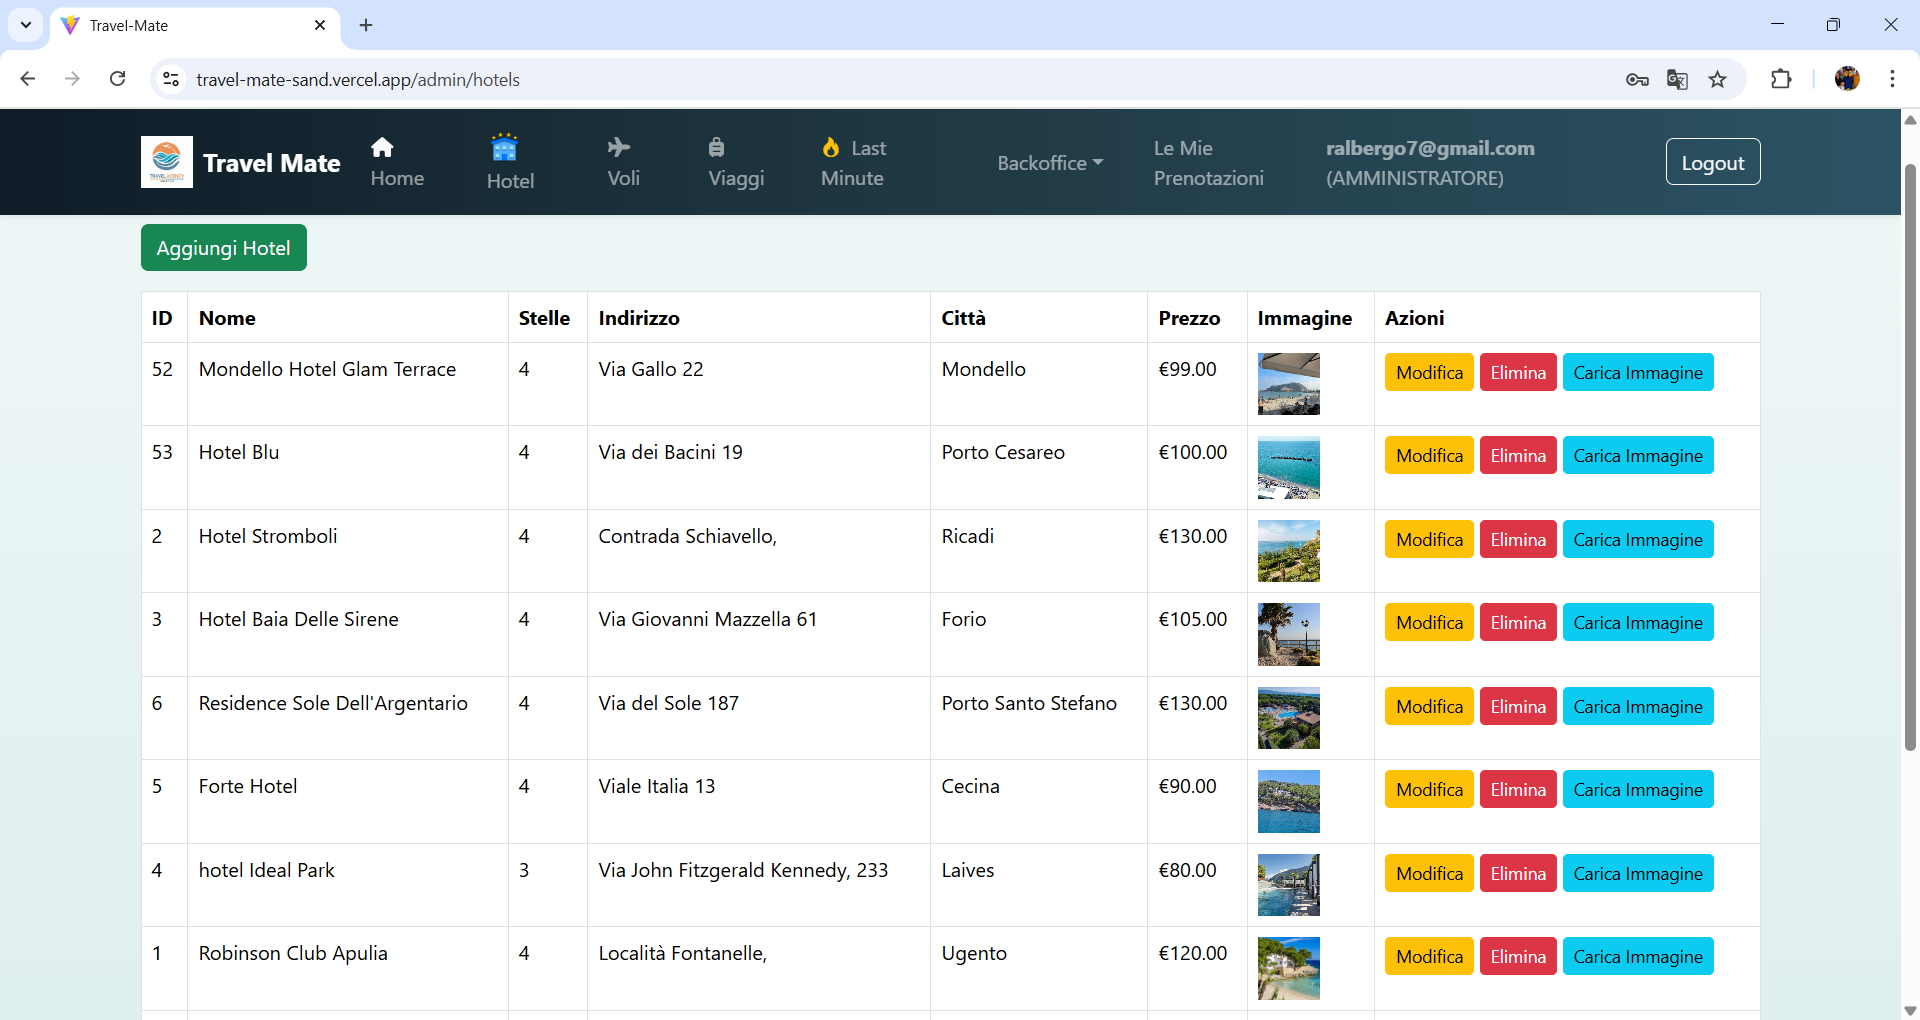 Travel-Mate
travel-mate-sand.vercel.app/admin/hotels
Travel Mate
Home
Hotel
Voli
Viaggi
Last
Minute
Backoffice
Le Mie
Prenotazioni
ralbergo7@gmail.com
(AMMINISTRATORE)
Logout
Aggiungi Hotel
ID Nome Stelle Indirizzo Città Prezzo Immagine Azioni
52 Mondello Hotel Glam Terrace 4 Via Gallo 22 Mondello €99.00 Modifica Elimina Carica Immagine
53 Hotel Blu 4 Via dei Bacini 19 Porto Cesareo €100.00 Modifica Elimina Carica Immagine
2 Hotel Stromboli 4 Contrada Schiavello, Ricadi €130.00 Modifica Elimina Carica Immagine
3 Hotel Baia Delle Sirene 4 Via Giovanni Mazzella 61 Forio €105.00 Modifica Elimina Carica Immagine
6 Residence Sole Dell'Argentario 4 Via del Sole 187 Porto Santo Stefano €130.00 Modifica Elimina Carica Immagine
5 Forte Hotel 4 Viale Italia 13 Cecina €90.00 Modifica Elimina Carica Immagine
4 hotel Ideal Park 3 Via John Fitzgerald Kennedy, 233 Laives €80.00 Modifica Elimina Carica Immagine
1 Robinson Club Apulia 4 Località Fontanelle, Ugento €120.00 Modifica Elimina Carica Immagine